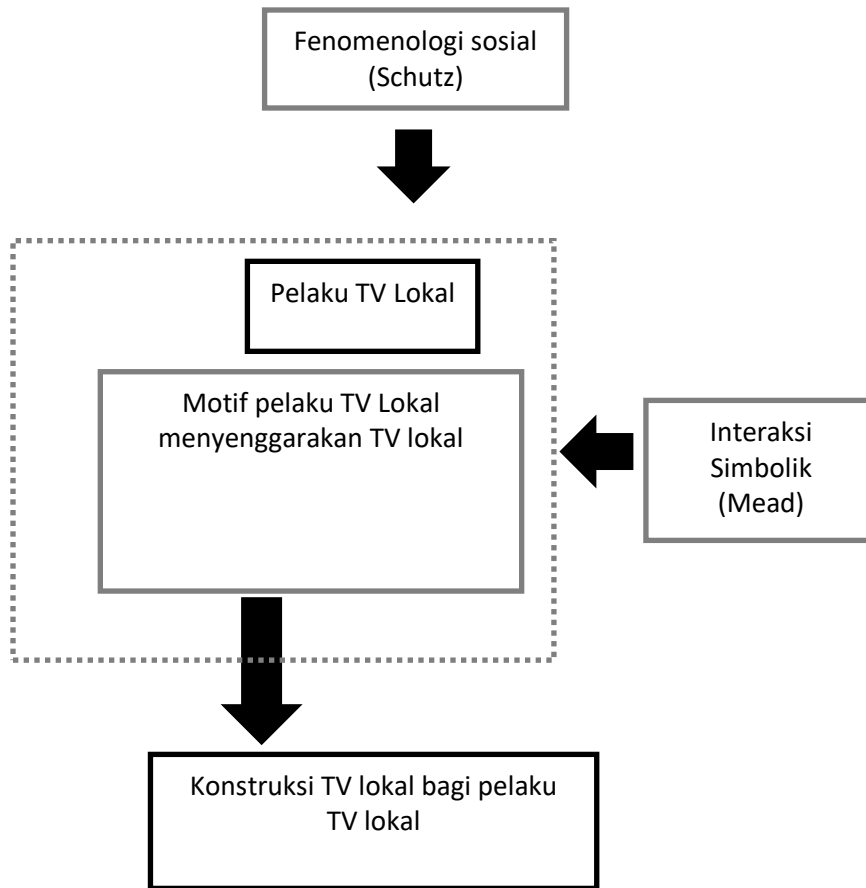 Fenomenologi sosial
(Schutz)
Pelaku TV Lokal
Motif pelaku TV Lokal
menyenggarakan TV lokal
Interaksi
Simbolik
(Mead)
Konstruksi TV lokal bagi pelaku
TV lokal